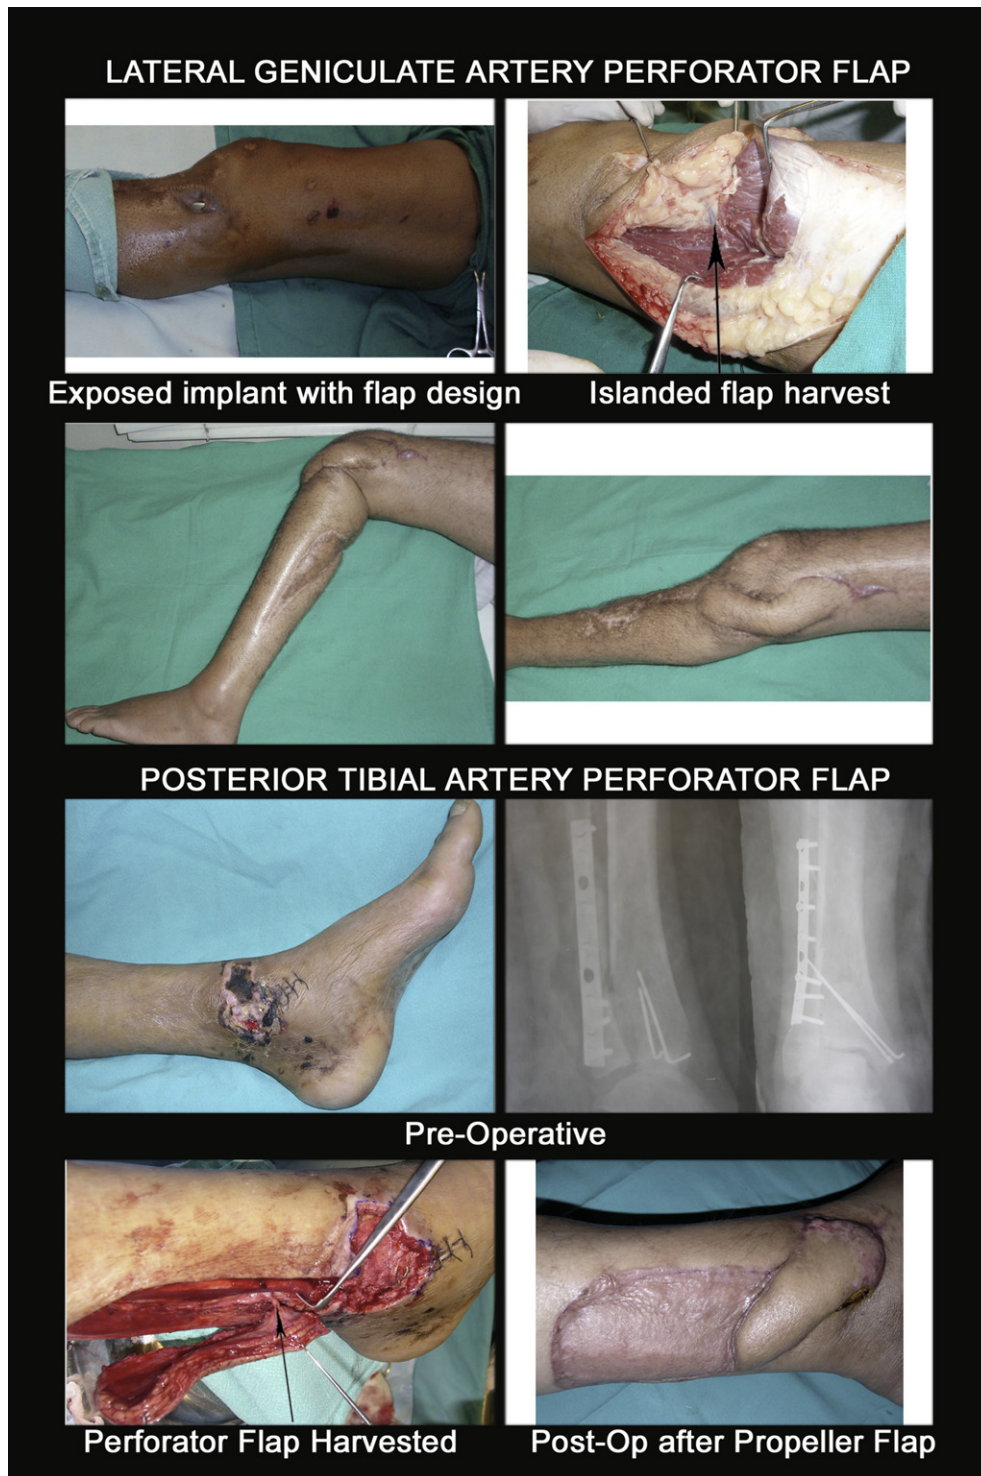 LATERAL GENICULATE ARTERY PERFORATOR FLAP
Exposed implant with flap design
Islanded flap harvest
POSTERIOR TIBIAL ARTERY PERFORATOR FLAP
Pre-Operative
Perforator Flap Harvested
Post-Op after Propeller Flap